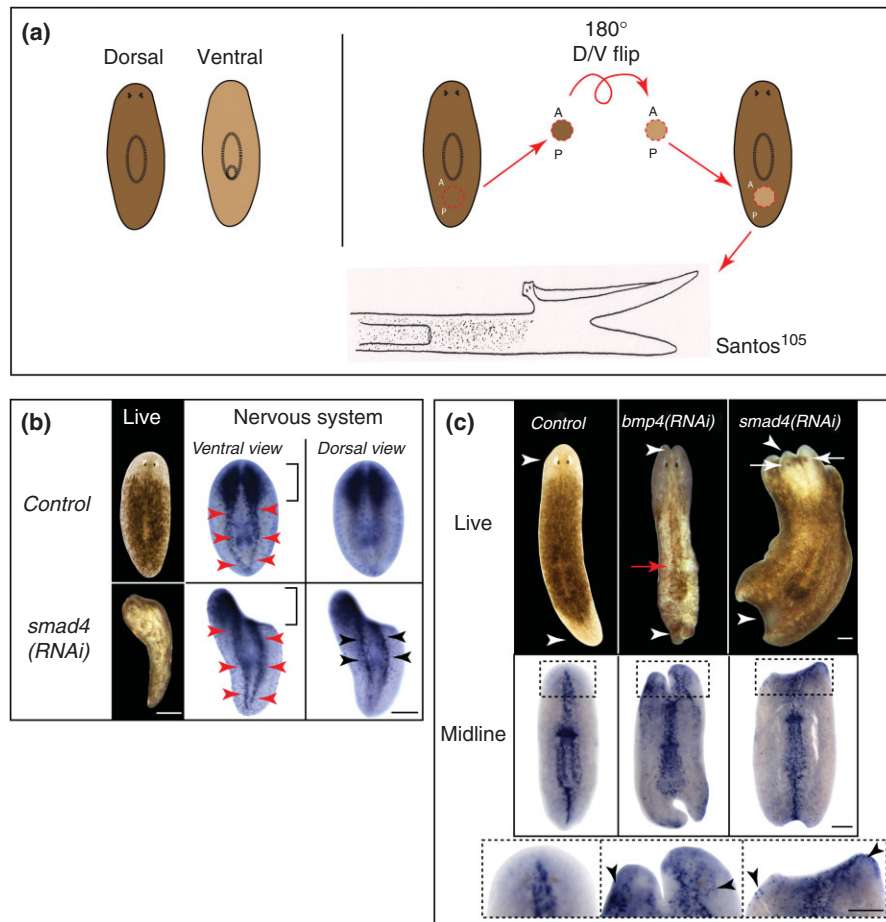 (a)
Dorsal Ventral
180°
D/V flip
A A
P P
A A
P P
Santos105
(b)
Live Nervous system
Ventral view Dorsal view
Control
smad4
(RNAi)
(c)
Control bmp4(RNAi) smad4(RNAi)
Live
Midline